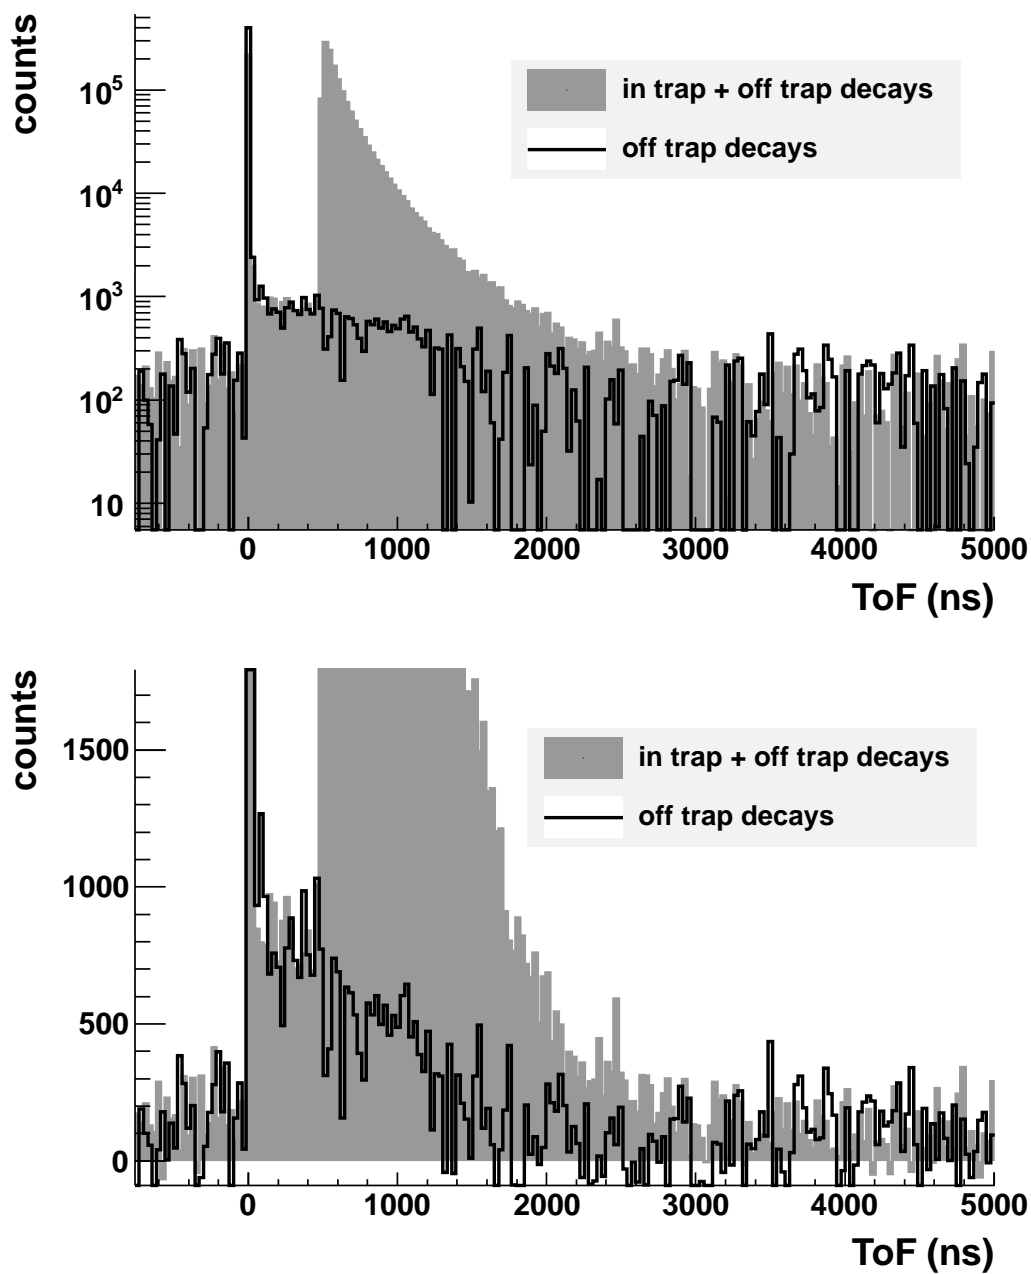 counts
10^5
10^4
10^3
10^2
10
in trap + off trap decays
off trap decays
0 1000 2000 3000 4000 5000
ToF (ns)
counts
1500
1000
500
0
in trap + off trap decays
off trap decays
0 1000 2000 3000 4000 5000
ToF (ns)